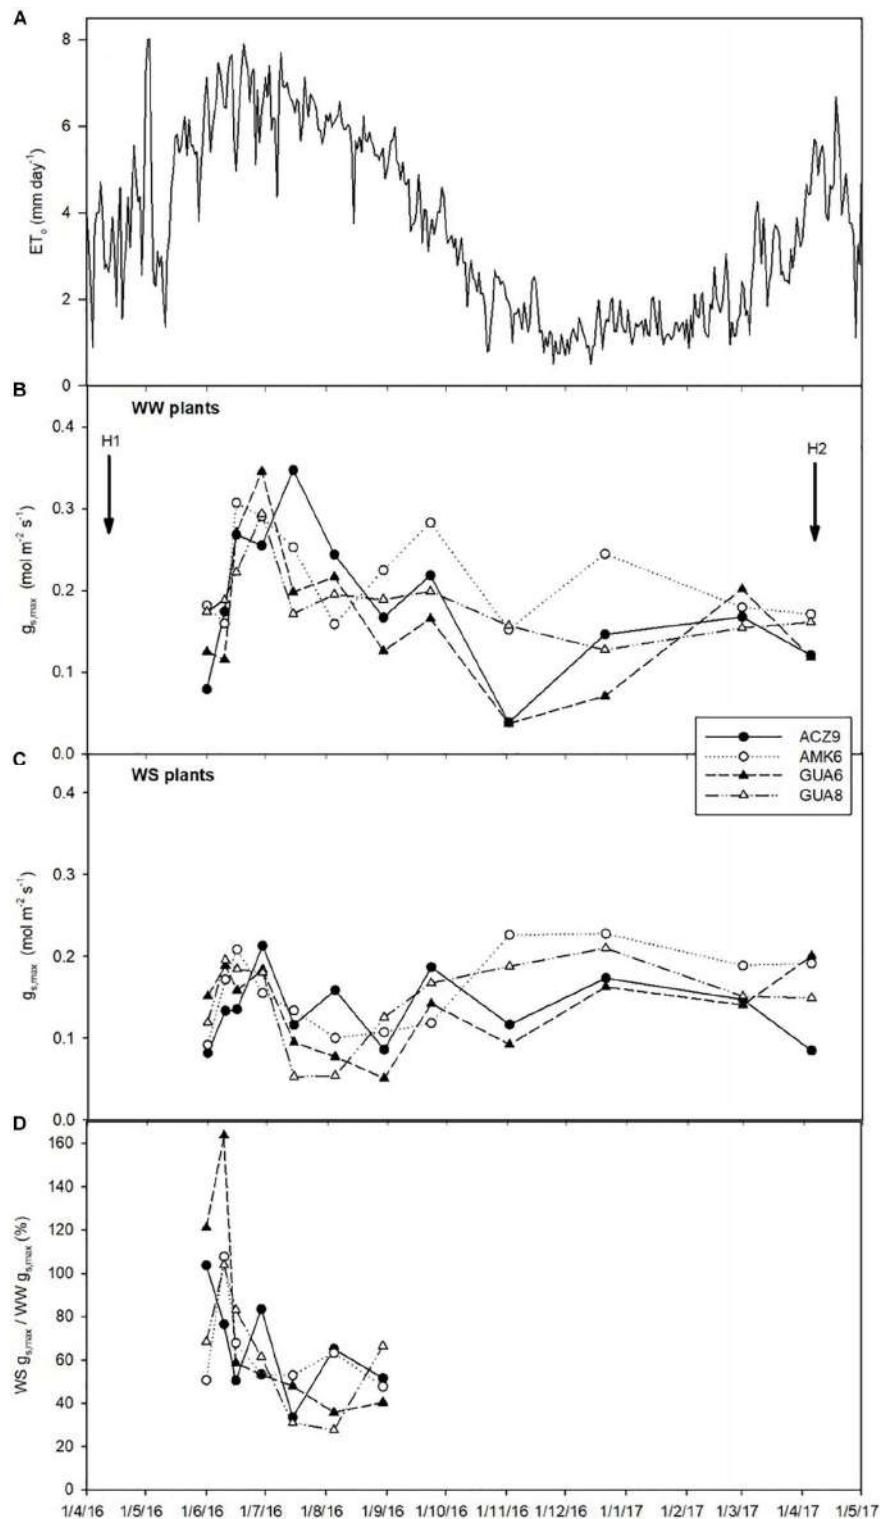 A
8
6
4
2
0
ETo (mm day-1)
B
WW plants
H1
H2
0.4
0.3
0.2
0.1
0.0
gs,max (mol m-2 s-1)
ACZ9
AMK6
GUA6
GUA8
C
WS plants
0.4
0.3
0.2
0.1
0.0
gs,max (mol m-2 s-1)
D
160
140
120
100
80
60
40
20
0
WS gs,max / WW gs,max (%)
1/4/16 1/5/16 1/6/16 1/7/16 1/8/16 1/9/16 1/10/16 1/11/16 1/12/16 1/1/17 1/2/17 1/3/17 1/4/17 1/5/17